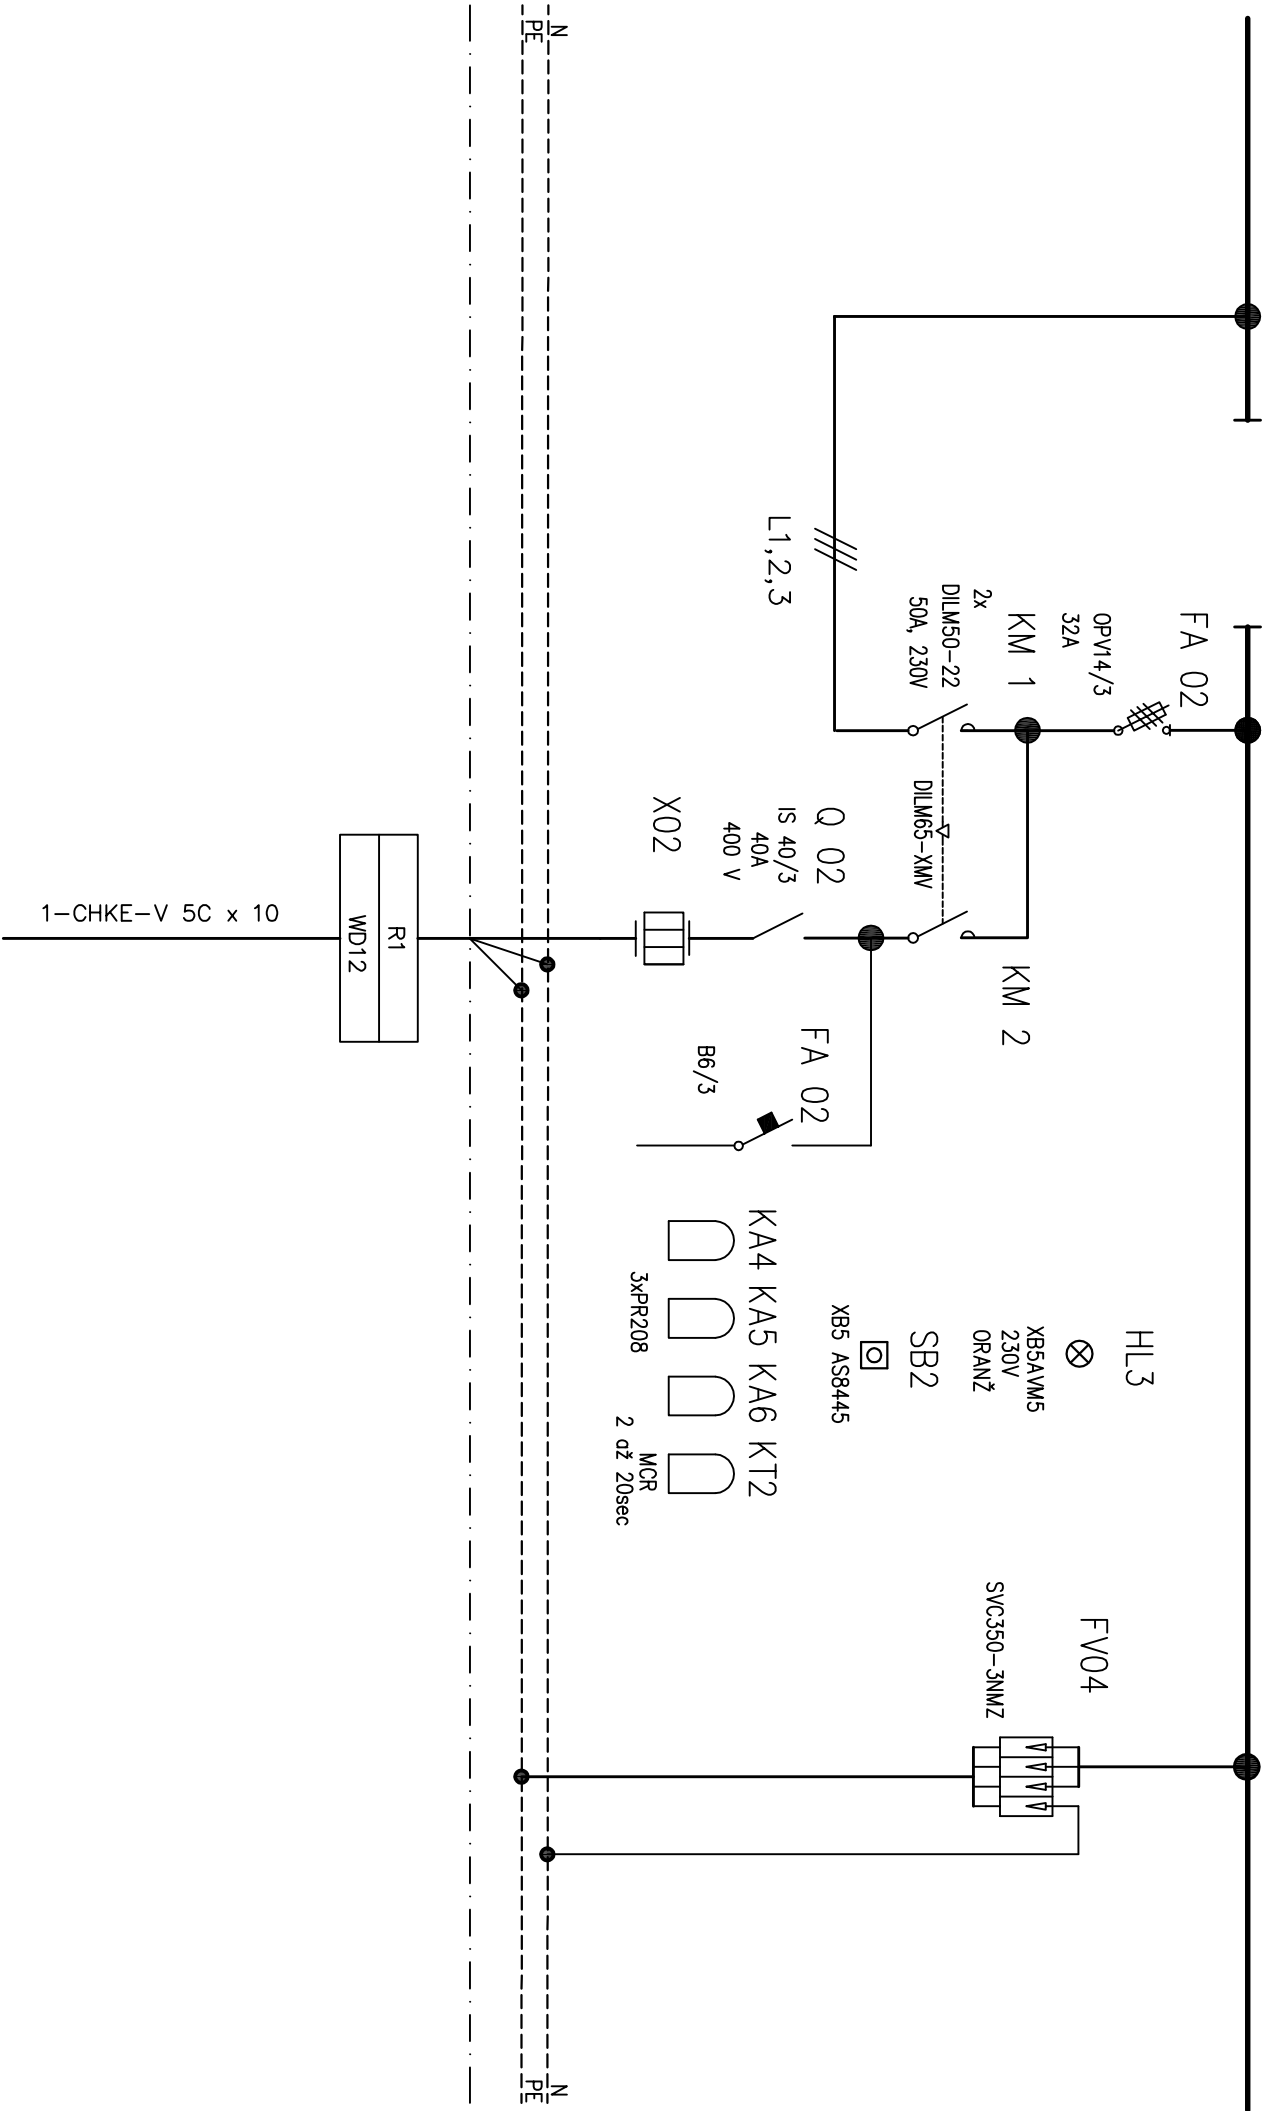 N
PE
L1,2,3
FA 02
OPV14/3
32A
KM 1
2x
DILM50-22
50A, 230V
DILM65-XMV
Q 02
IS 40/3
40A
400 V
X02
R1
WD12
1-CHKE-V 5C x 10
KM 2
FA 02
B6/3
KA4 KA5 KA6 KT2
3xPR208
MCR
2 až 20sec
HL3
XB5AVM5
230V
ORANŽ
SB2
XB5 AS8445
FV04
SVC350-3NMZ
N
PE